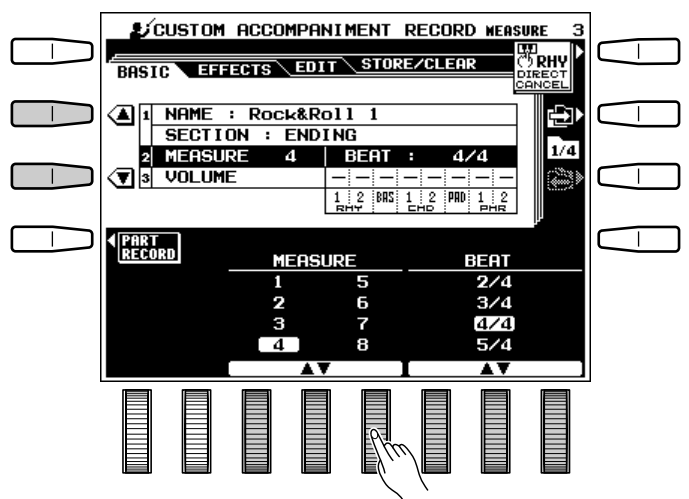 CUSTOM ACCOMPANIMENT RECORD MEASURE 3
BASIC EFFECTS EDIT STORE/CLEAR
RHY
DIRECT
CANCEL
1 NAME : Rock&Roll 1
SECTION : ENDING
2 MEASURE 4 BEAT : 4/4
1/4
3 VOLUME – – – – – – – –
1 2 BAS 1 2 PAD 1 2
RHY CHD PHR
PART
RECORD
MEASURE BEAT
1 5 2/4
2 6 3/4
3 7 4/4
4 8 5/4
▲▼ ▲▼